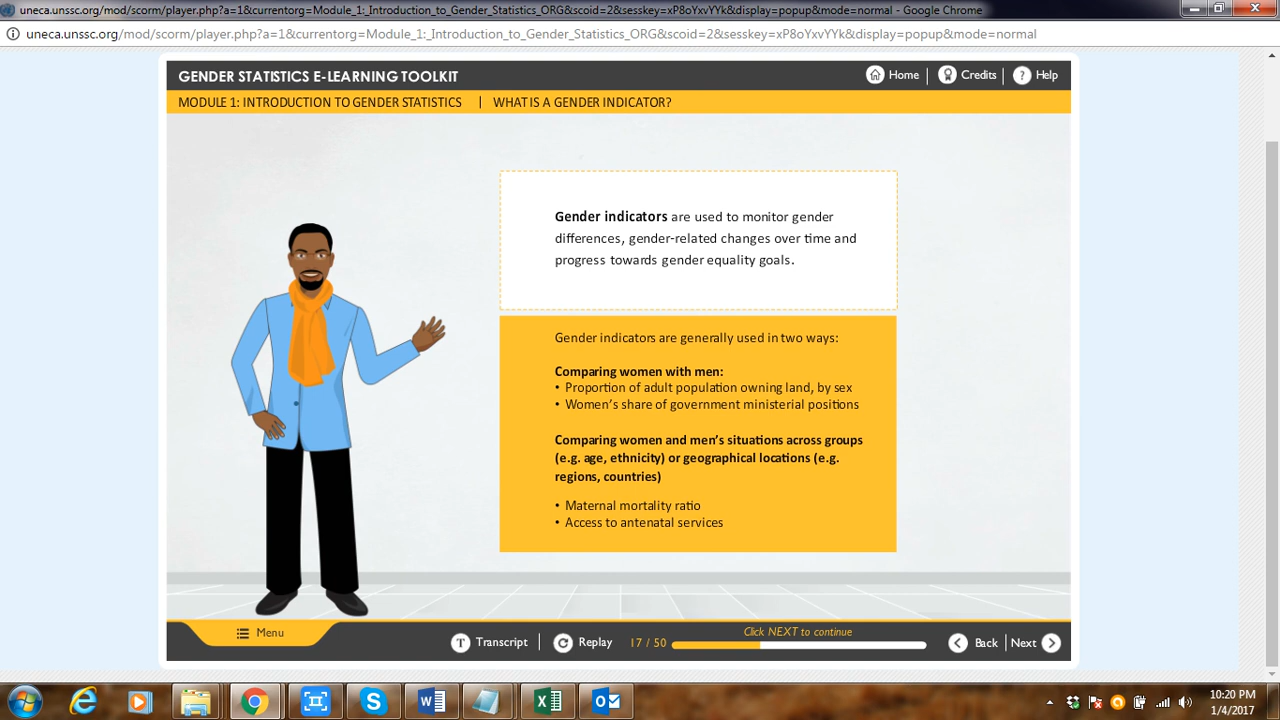 uneca.unssc.org/mod/scorm/player.php?a=1&currentorg=Module_1:_Introduction_to_Gender_Statistics_ORG&scoid=2&sesskey=xP8oYxvYYk&display=popup&mode=normal - Google Chrome
uneca.unssc.org/mod/scorm/player.php?a=1&currentorg=Module_1:_Introduction_to_Gender_Statistics_ORG&scoid=2&sesskey=xP8oYxvYYk&display=popup&mode=normal
GENDER STATISTICS E-LEARNING TOOLKIT
Home | Credits | ? Help
MODULE 1: INTRODUCTION TO GENDER STATISTICS | WHAT IS A GENDER INDICATOR?
Gender indicators are used to monitor gender
differences, gender-related changes over time and
progress towards gender equality goals.
Gender indicators are generally used in two ways:
Comparing women with men:
• Proportion of adult population owning land, by sex
• Women's share of government ministerial positions
Comparing women and men's situations across groups
(e.g. age, ethnicity) or geographical locations (e.g.
regions, countries)
• Maternal mortality ratio
• Access to antenatal services
Click NEXT to continue
Menu
T Transcript | Replay 17 / 50
Back | Next
10:20 PM
1/4/2017